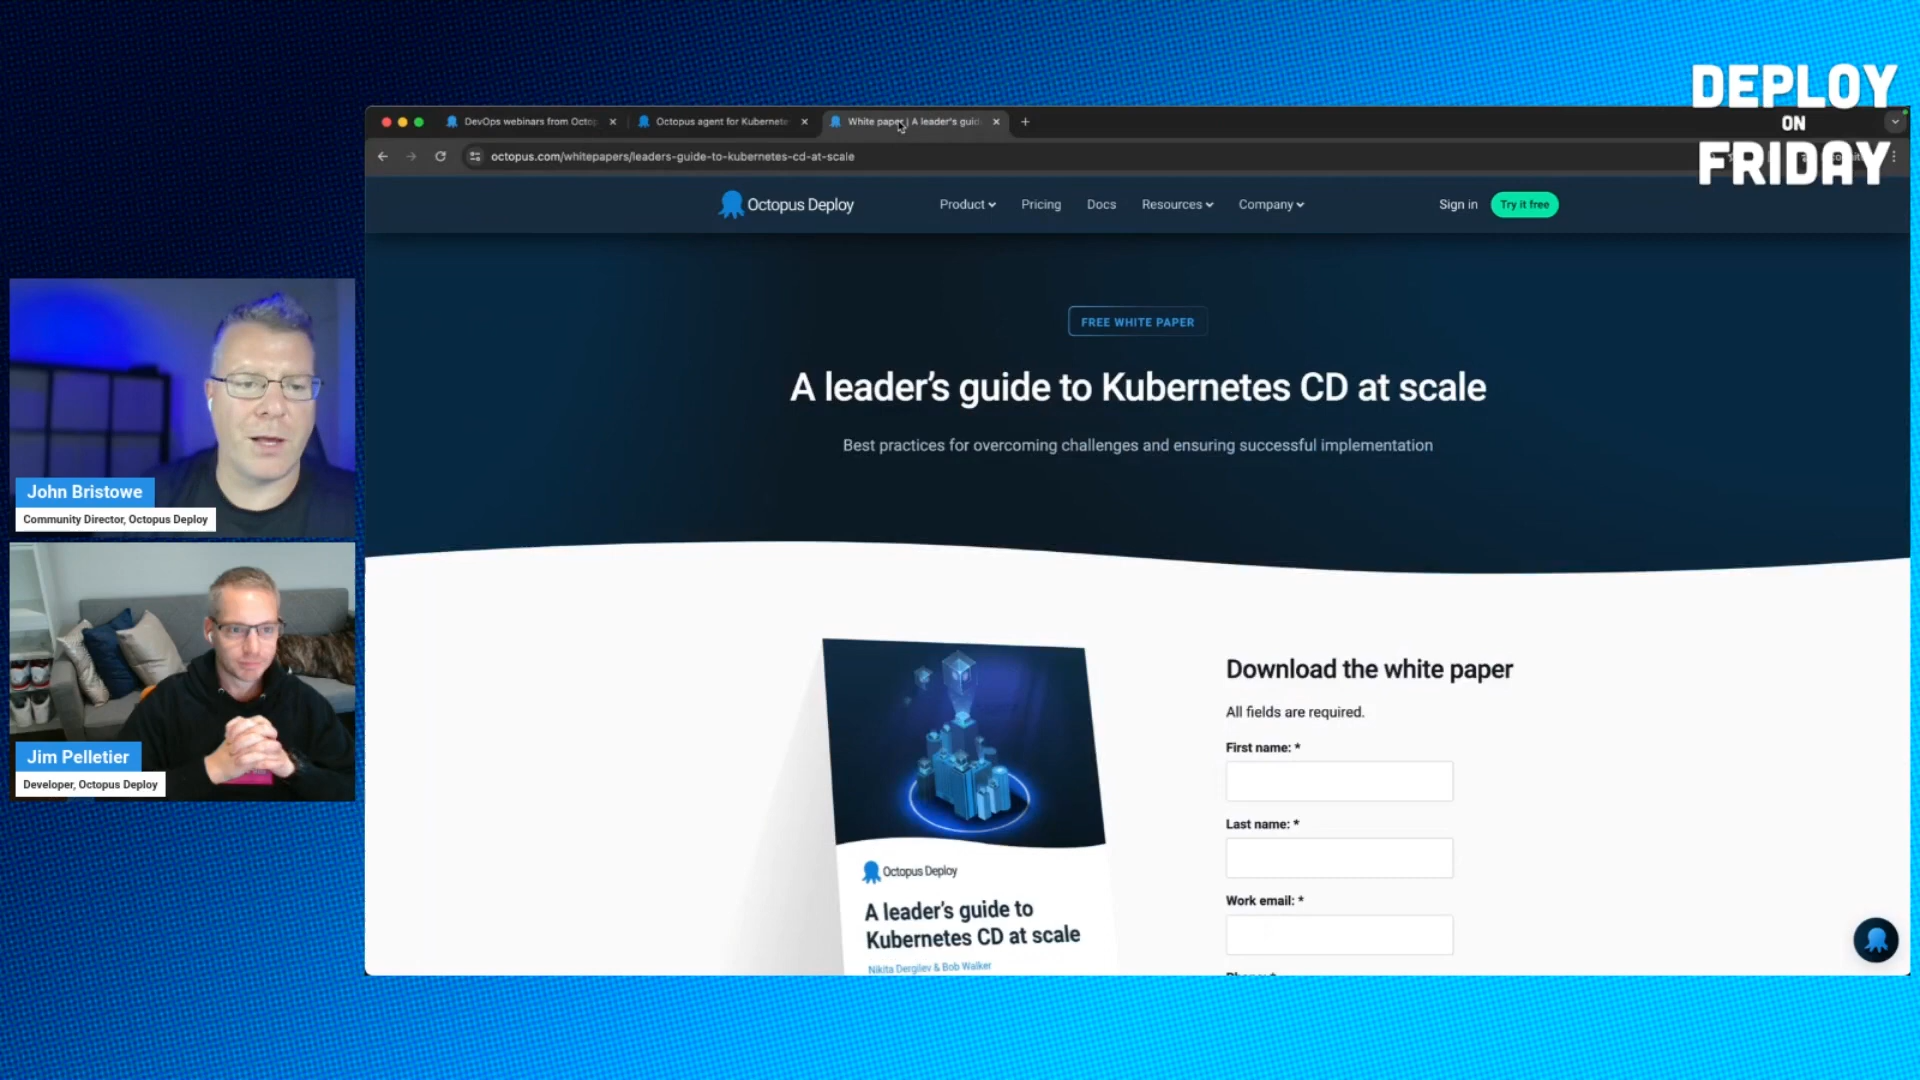 DEPLOY
ON
FRIDAY
DevOps webinars from Octop
Octopus agent for Kubernete
White paper | A leader's guid
octopus.com/whitepapers/leaders-guide-to-kubernetes-cd-at-scale
Octopus Deploy
Product
Pricing
Docs
Resources
Company
Sign in
Try it free
FREE WHITE PAPER
A leader's guide to Kubernetes CD at scale
Best practices for overcoming challenges and ensuring successful implementation
John Bristowe
Community Director, Octopus Deploy
Jim Pelletier
Developer, Octopus Deploy
Octopus Deploy
A leader's guide to
Kubernetes CD at scale
Nikita Dergilev & Bob Walker
Download the white paper
All fields are required.
First name: *
Last name: *
Work email: *